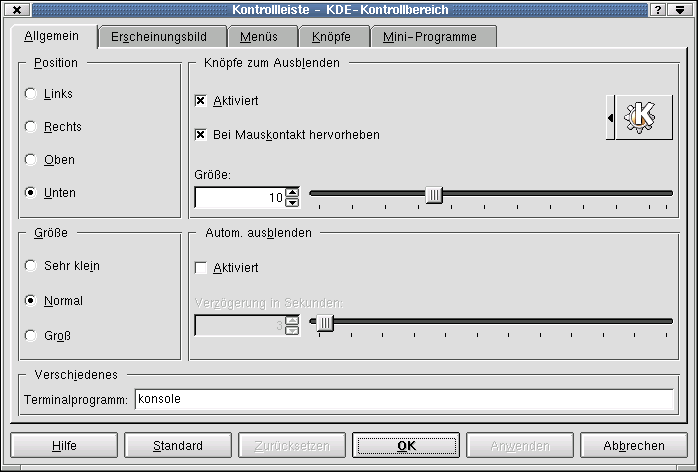 Kontrolleiste - KDE-Kontrollbereich
Allgemein Erscheinungsbild Menüs Knöpfe Mini-Programme
Position
Links
Rechts
Oben
Unten
Knöpfe zum Ausblenden
Aktiviert
Bei Mauskontakt hervorheben
Größe:
10
Größe
Sehr klein
Normal
Groß
Autom. ausblenden
Aktiviert
Verzögerung in Sekunden:
3
Verschiedenes
Terminalprogramm: konsole
Hilfe Standard Zurücksetzen OK Anwenden Abbrechen